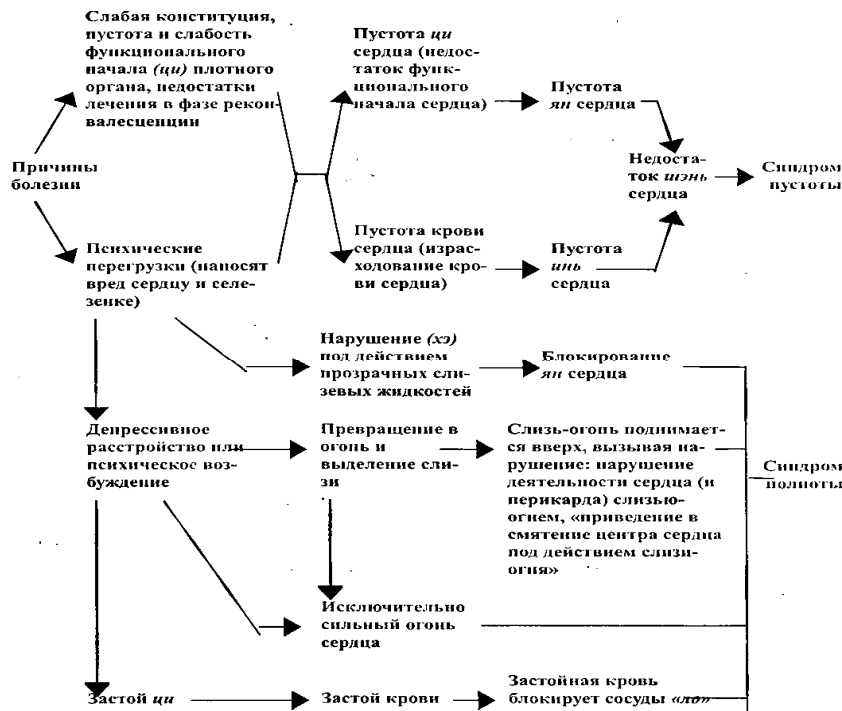 Слабая конституция,
пустота и слабость
функционального
начала (ци) плотного
органа, недостатки
лечения в фазе рекон-
валесценции
Пустота ци
сердца (недос-
таток функ-
ционального
начала сердца)
Пустота
ян сердца
Причины
болезни
Недоста-
ток шэнь
сердца
Синдром
пустоты
Психические
перегрузки (наносят
вред сердцу и селе-
зенке)
Пустота крови
сердца (израс-
ходование кро-
ви сердца)
Пустота
инь
сердца
Нарушение (хэ)
под действием
прозрачных сли-
зевых жидкостей
Блокирование
ян сердца
Депрессивное
расстройство или
психическое воз-
буждение
Превращение в
огонь и
выделение сли-
зи
Слизь-огонь поднимает-
ся вверх, вызывая на-
рушение: нарушение
деятельности сердца (и
перикарда) слизью-
огнем, «приведение в
смятение центра сердца
под действием слизи-
огня»
Синдром
полноты
Исключительно
сильный огонь
сердца
Застой ци
Застой крови
Застойная кровь
блокирует сосуды «ло»